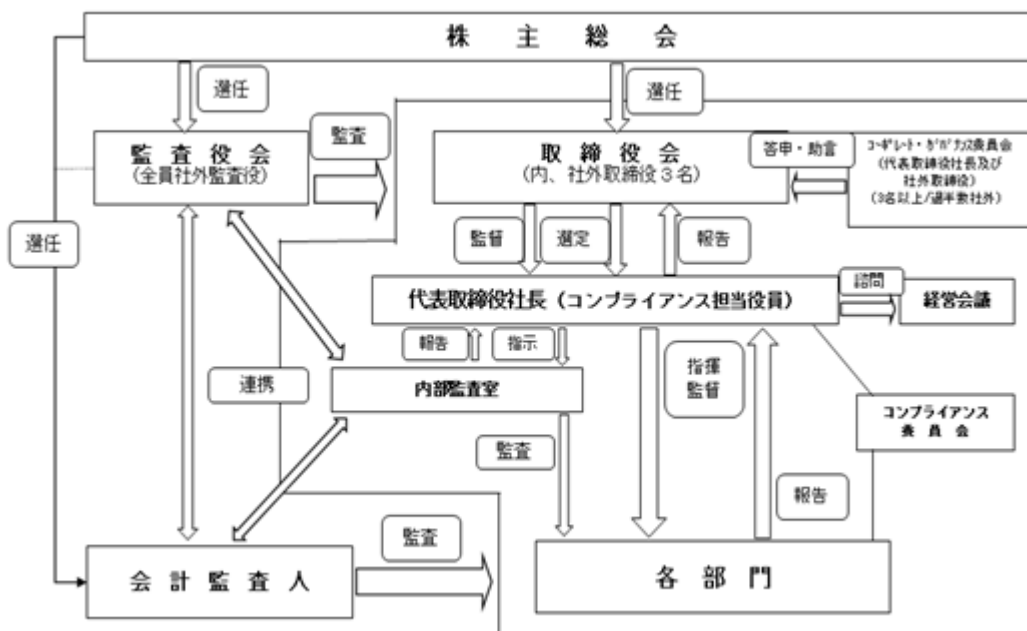 株主総会
選任
選任
監査役会
(全員社外監査役)
監査
取締役会
(内、社外取締役3名)
答申・助言
コーポレート・ガバナンス委員会
(代表取締役社長及び
社外取締役)
(3名以上/過半数社外)
選任
監督
選定
報告
代表取締役社長(コンプライアンス担当役員)
諮問
経営会議
報告
指示
連携
内部監査室
指揮
監督
コンプライアンス
委員会
監査
報告
会計監査人
監査
各部門